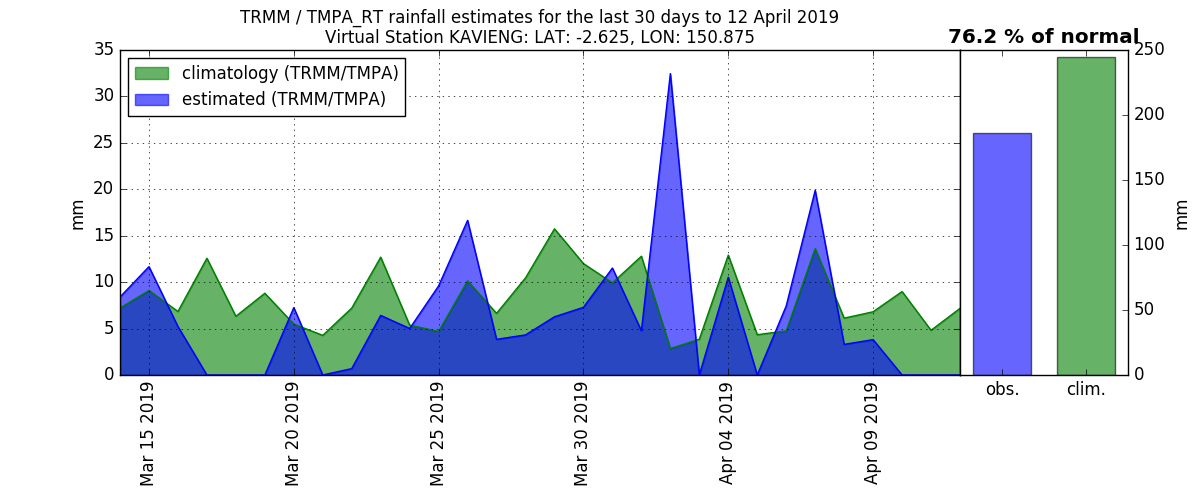 TRMM / TMPA_RT rainfall estimates for the last 30 days to 12 April 2019
Virtual Station KAVIENG: LAT: -2.625, LON: 150.875
76.2 % of normal
climatology (TRMM/TMPA)
estimated (TRMM/TMPA)
35
30
25
20
15
10
5
0
mm
Mar 15 2019
Mar 20 2019
Mar 25 2019
Mar 30 2019
Apr 04 2019
Apr 09 2019
250
200
150
100
50
0
mm
obs.
clim.